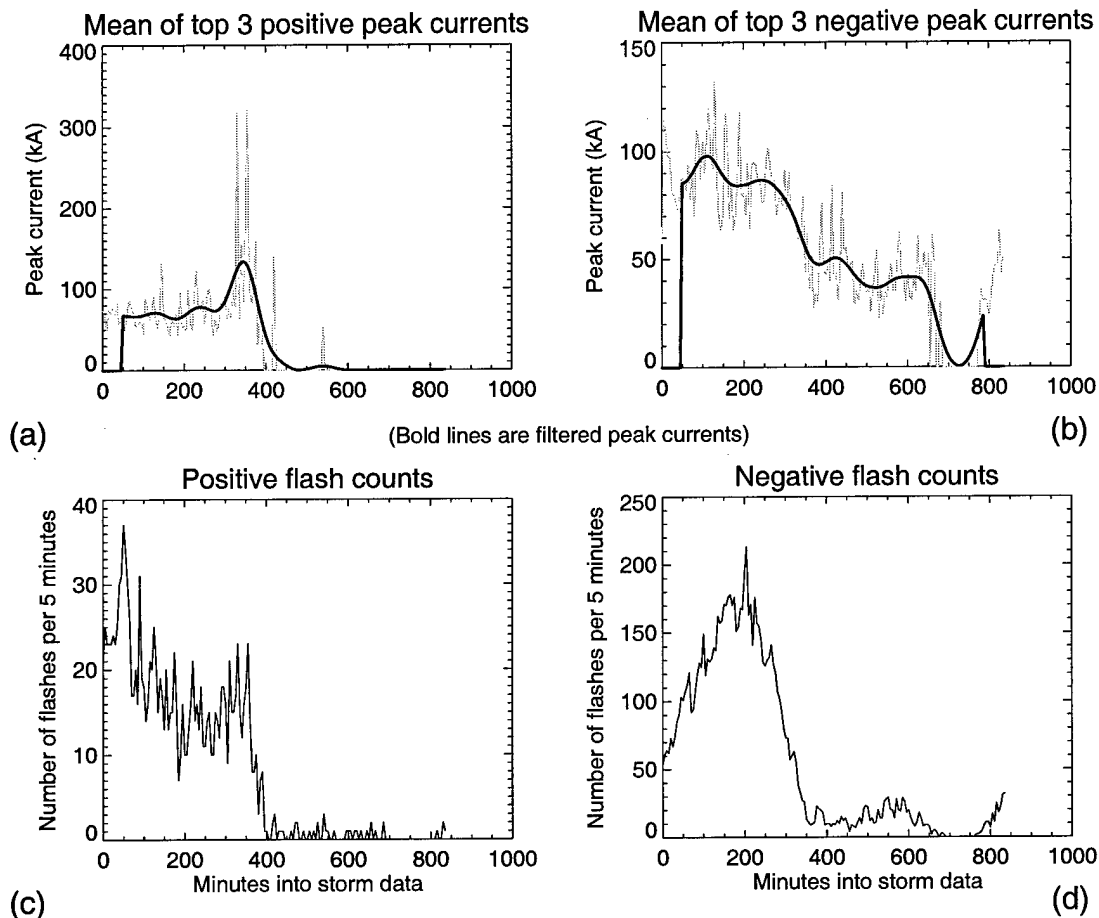 Mean of top 3 positive peak currents
Peak current (kA)
400
300
200
100
0
0 200 400 600 800 1000
(a)
Mean of top 3 negative peak currents
Peak current (kA)
150
100
50
0
0 200 400 600 800 1000
(b)
(Bold lines are filtered peak currents)
Positive flash counts
Number of flashes per 5 minutes
40
30
20
10
0
0 200 400 600 800 1000
Minutes into storm data
(c)
Negative flash counts
Number of flashes per 5 minutes
250
200
150
100
50
0
0 200 400 600 800 1000
Minutes into storm data
(d)